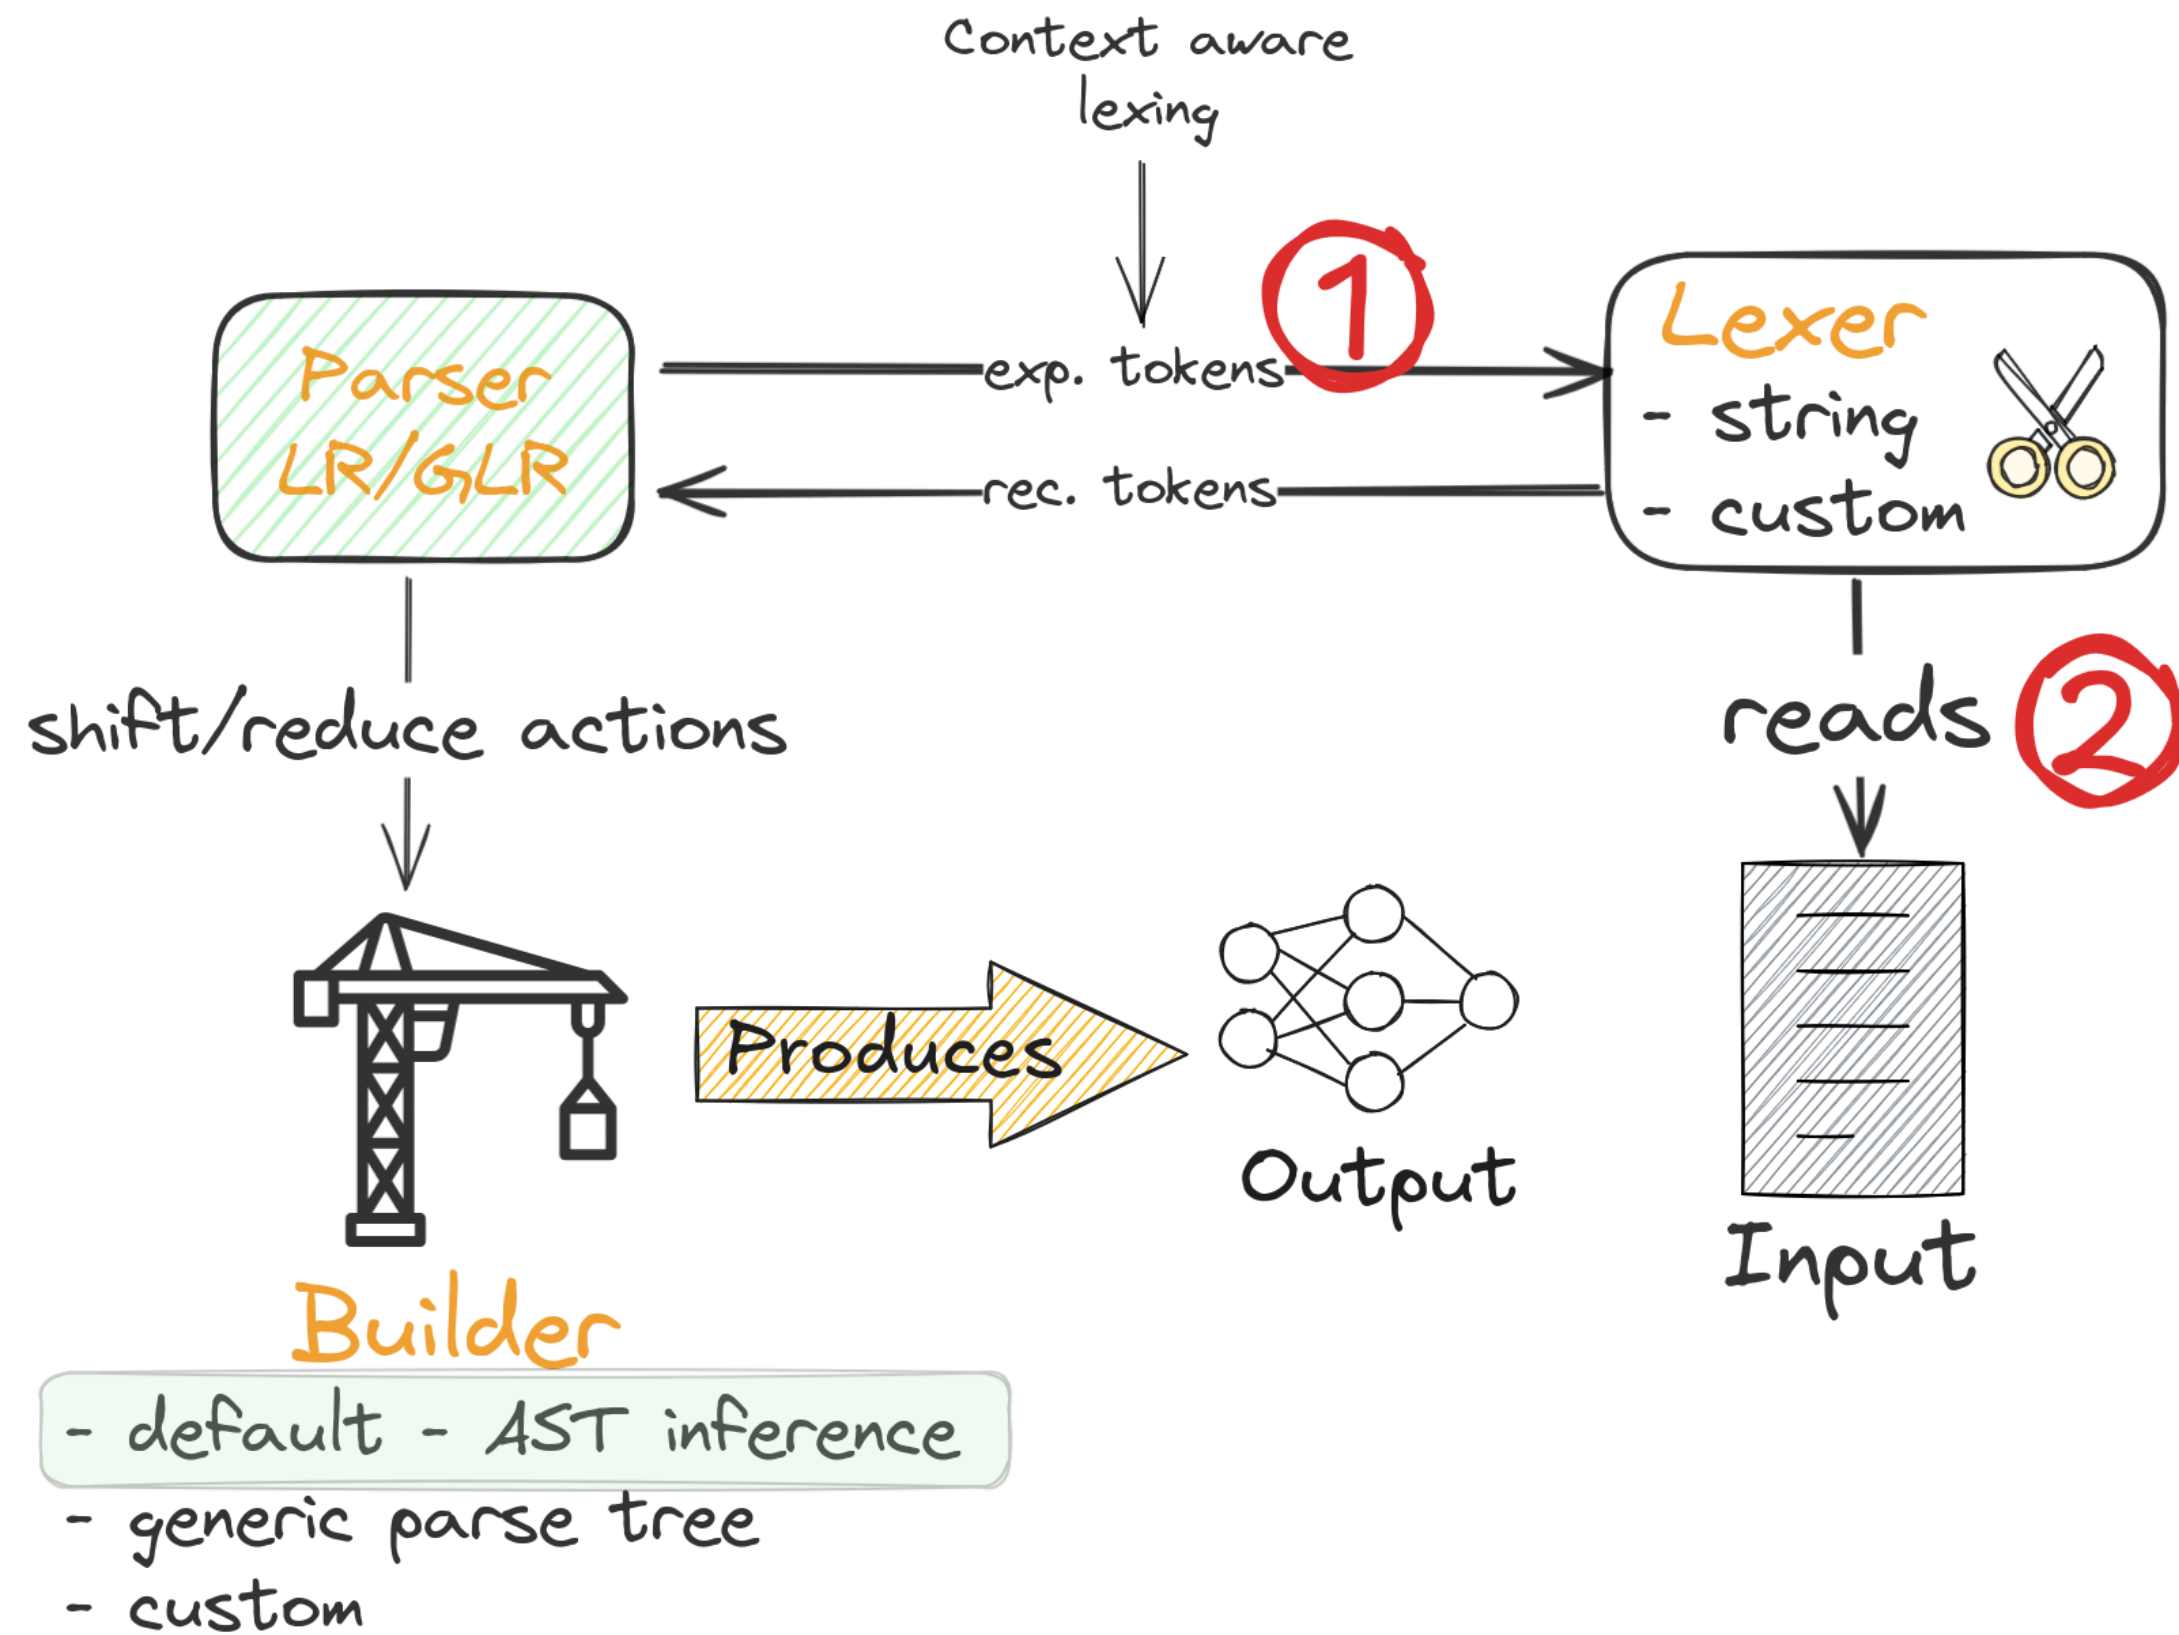 Context aware
lexing
1
exp. tokens
rec. tokens
Parser
LR/GLR
Lexer
- string
- custom
shift/reduce actions
reads
2
Produces
Output
Input
Builder
- default - AST inference
- generic parse tree
- custom